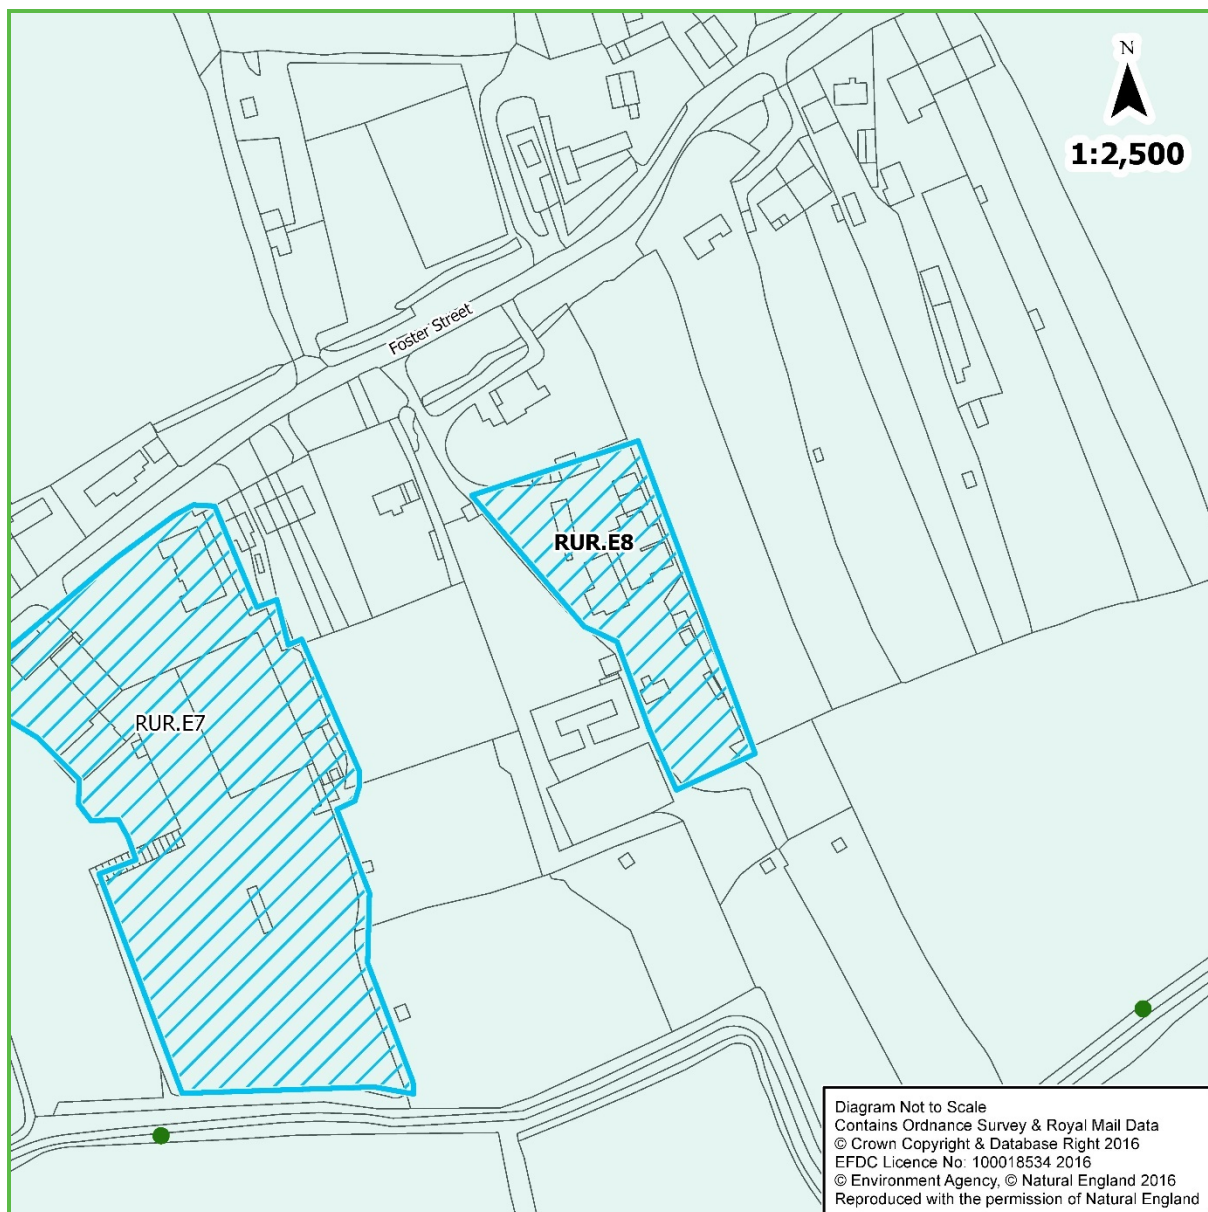 N
1:2,500
Foster Street
RUR.E8
RUR.E7
Diagram Not to Scale
Contains Ordnance Survey & Royal Mail Data
© Crown Copyright & Database Right 2016
EFDC Licence No: 100018534 2016
© Environment Agency, © Natural England 2016
Reproduced with the permission of Natural England